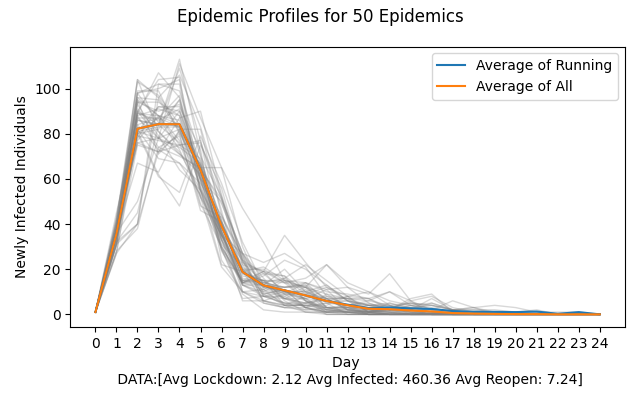 Epidemic Profiles for 50 Epidemics
Average of Running
Average of All
Newly Infected Individuals
100
80
60
40
20
0
0 1 2 3 4 5 6 7 8 9 10 11 12 13 14 15 16 17 18 19 20 21 22 23 24
Day
DATA:[Avg Lockdown: 2.12 Avg Infected: 460.36 Avg Reopen: 7.24]